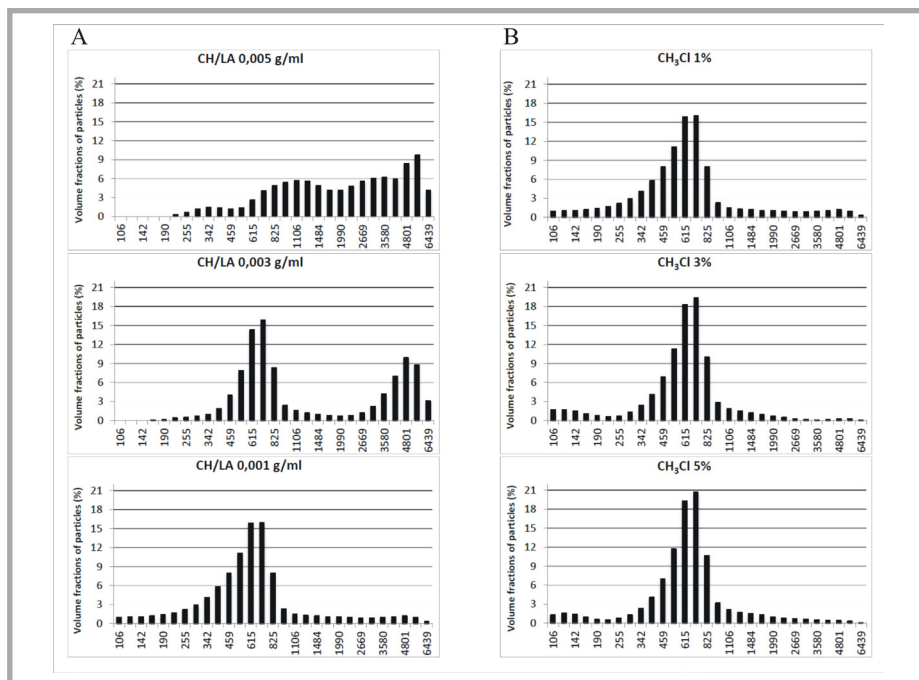 A
CH/LA 0,005 g/ml
Volume fractions of particles (%)
21
18
15
12
9
6
3
0
106 142 190 255 342 459 615 825 1106 1484 1990 2669 3580 4801 6439
CH/LA 0,003 g/ml
Volume fractions of particles (%)
21
18
15
12
9
6
3
0
106 142 190 255 342 459 615 825 1106 1484 1990 2669 3580 4801 6439
CH/LA 0,001 g/ml
Volume fractions of particles (%)
21
18
15
12
9
6
3
0
106 142 190 255 342 459 615 825 1106 1484 1990 2669 3580 4801 6439
B
CH₃Cl 1%
Volume fractions of particles (%)
21
18
15
12
9
6
3
0
106 142 190 255 342 459 615 825 1106 1484 1990 2669 3580 4801 6439
CH₃Cl 3%
Volume fractions of particles (%)
21
18
15
12
9
6
3
0
106 142 190 255 342 459 615 825 1106 1484 1990 2669 3580 4801 6439
CH₃Cl 5%
Volume fractions of particles (%)
21
18
15
12
9
6
3
0
106 142 190 255 342 459 615 825 1106 1484 1990 2669 3580 4801 6439